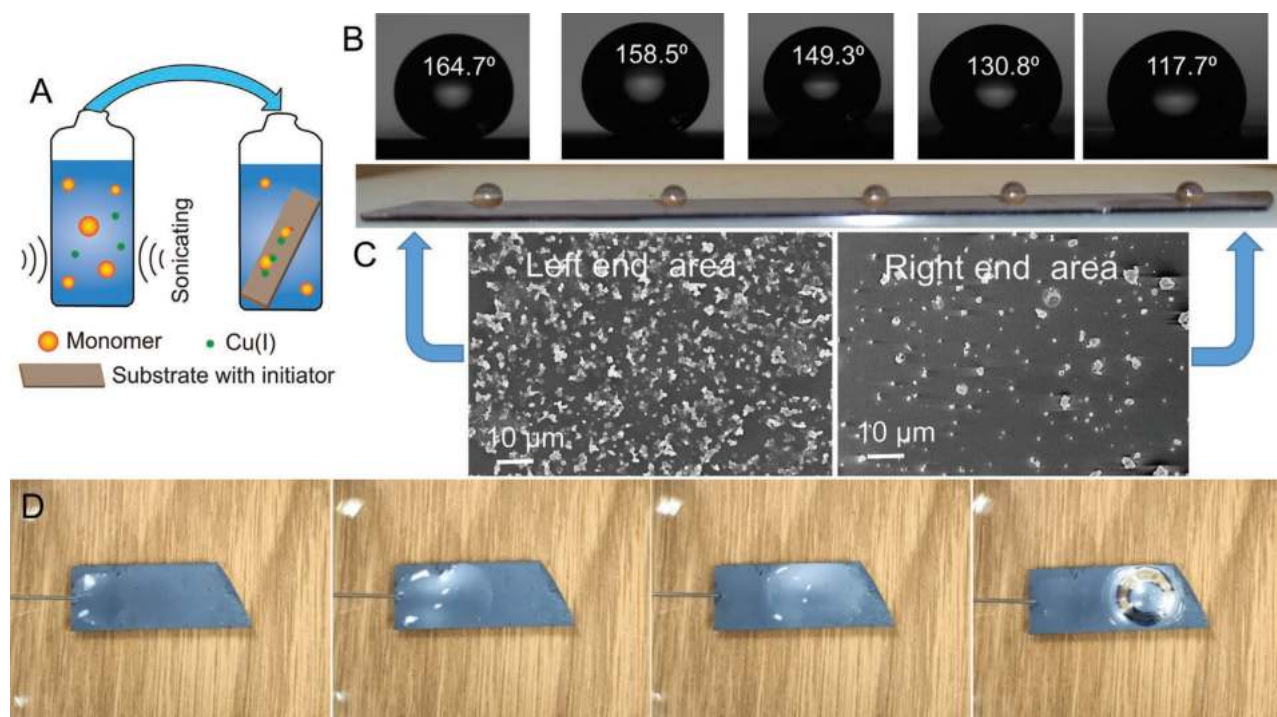 A
Sonicating
Monomer
Cu(I)
Substrate with initiator
B
164.7º
158.5º
149.3º
130.8º
117.7º
C
Left end area
10 µm
Right end area
10 µm
D